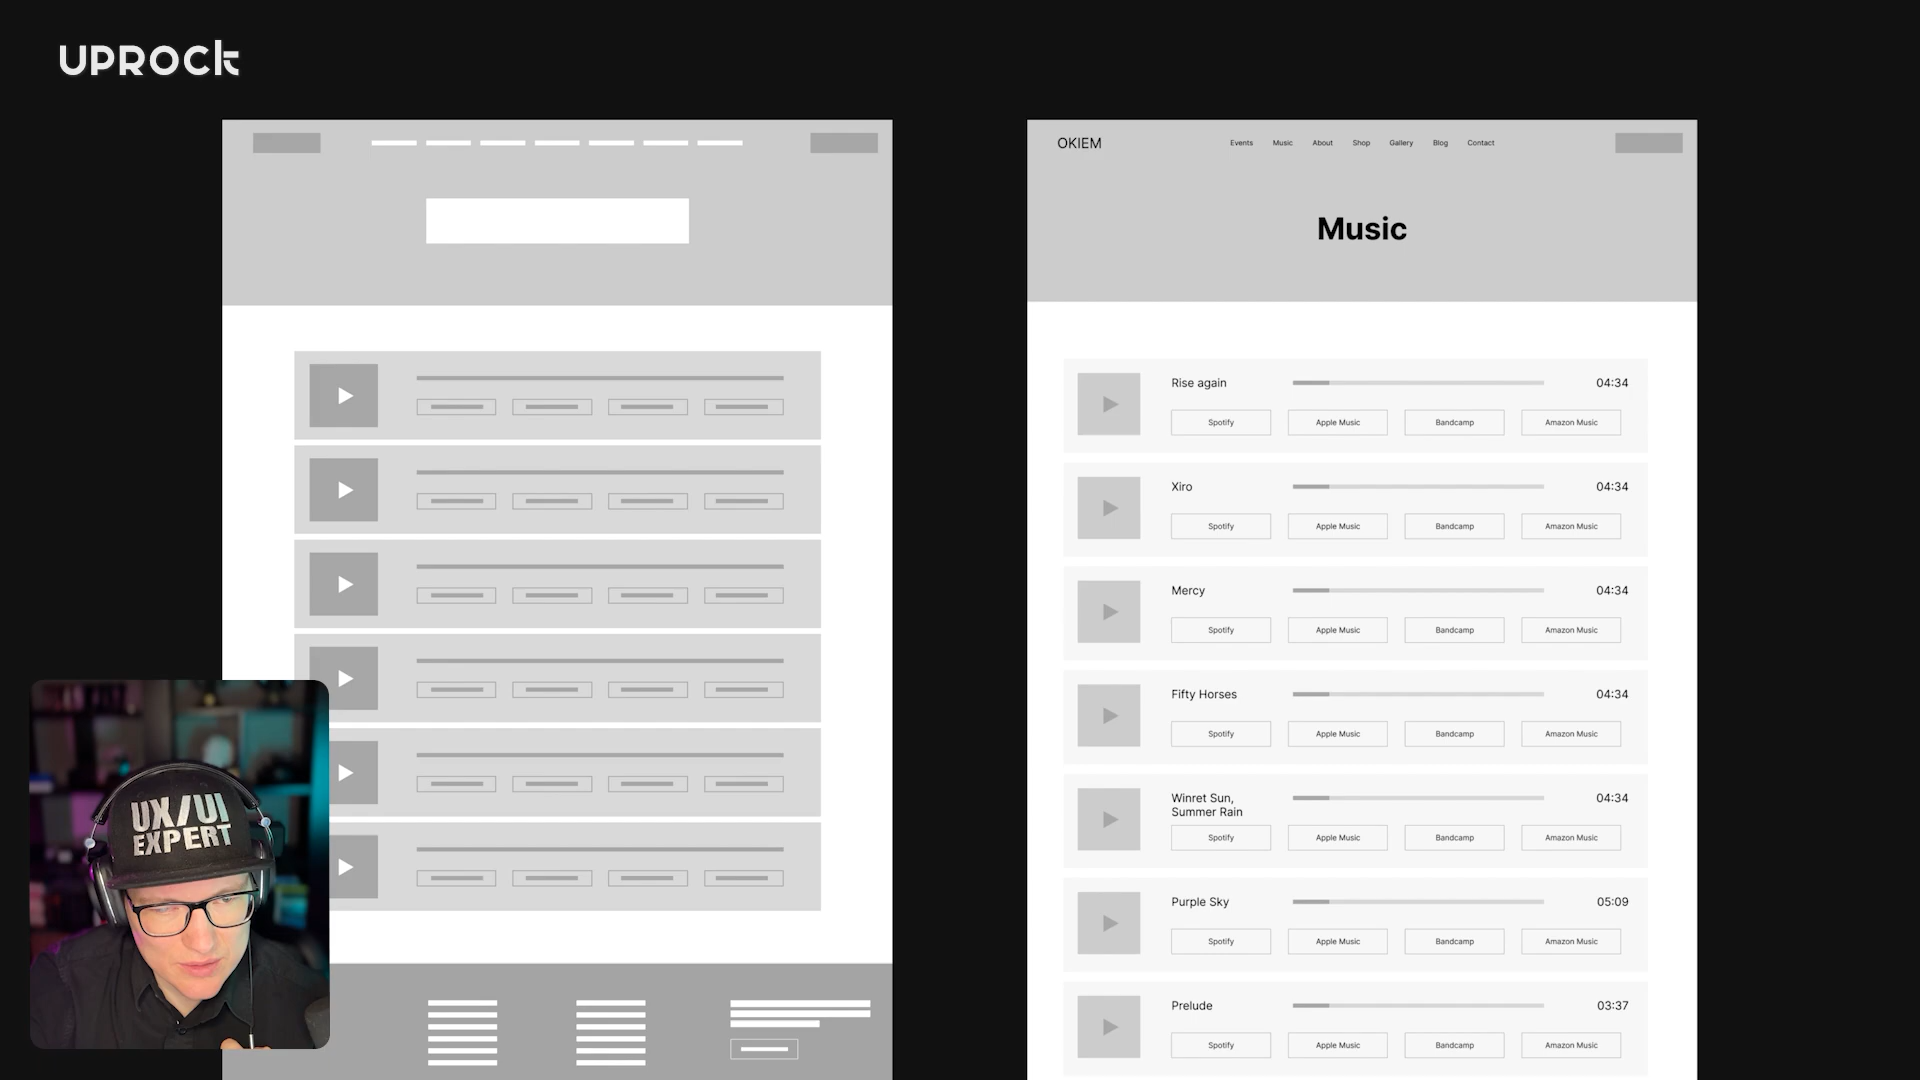 UPROCK
OKIEM
Events Music About Shop Gallery Blog Contact
Music
Rise again 04:34
Spotify Apple Music Bandcamp Amazon Music
Xiro 04:34
Spotify Apple Music Bandcamp Amazon Music
Mercy 04:34
Spotify Apple Music Bandcamp Amazon Music
Fifty Horses 04:34
Spotify Apple Music Bandcamp Amazon Music
Winret Sun, 04:34
Summer Rain
Spotify Apple Music Bandcamp Amazon Music
Purple Sky 05:09
Spotify Apple Music Bandcamp Amazon Music
Prelude 03:37
Spotify Apple Music Bandcamp Amazon Music
UX/UI
EXPERT